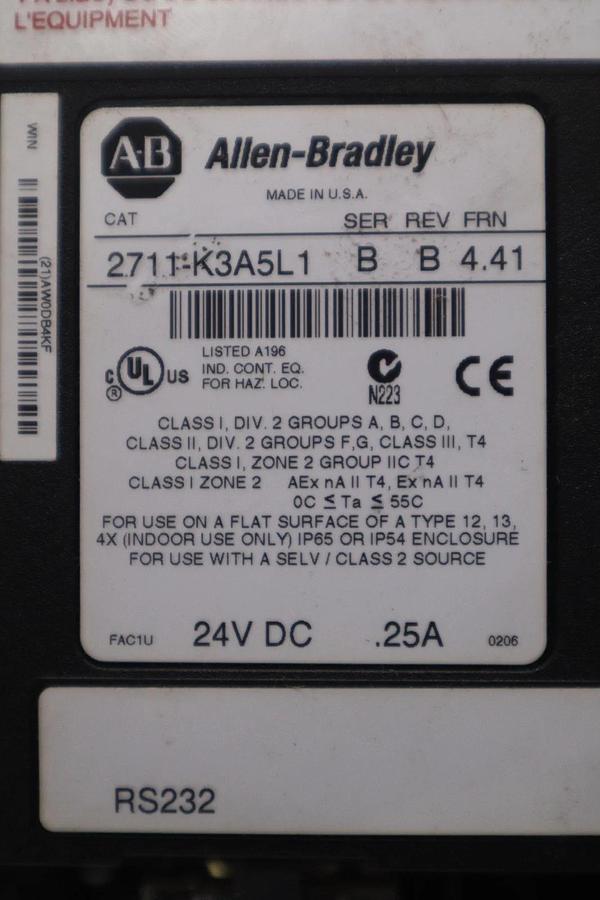 L'EQUIPMENT
WIN
(21)AW0DB4KF
A-B Allen-Bradley
MADE IN U.S.A.
CAT SER REV FRN
2711-K3A5L1 B B 4.41
LISTED A196
IND. CONT. EQ.
FOR HAZ. LOC.
c UL US
®
N223
CE
CLASS I, DIV. 2 GROUPS A, B, C, D,
CLASS II, DIV. 2 GROUPS F,G, CLASS III, T4
CLASS I, ZONE 2 GROUP IIC T4
CLASS I ZONE 2 AEx nA II T4, Ex nA II T4
0C ≤ Ta ≤ 55C
FOR USE ON A FLAT SURFACE OF A TYPE 12, 13,
4X (INDOOR USE ONLY) IP65 OR IP54 ENCLOSURE
FOR USE WITH A SELV / CLASS 2 SOURCE
FAC1U 24V DC .25A 0206
RS232